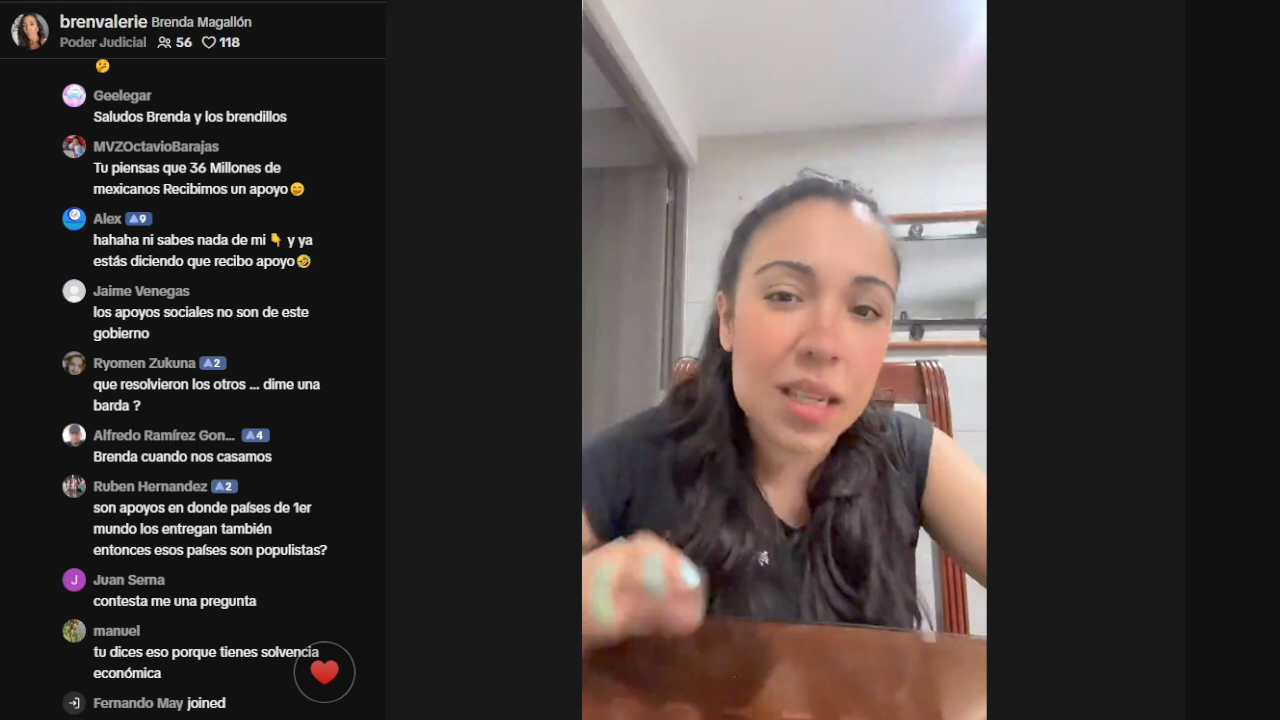 brenvalerie Brenda Magallón
Poder Judicial 56 118
🤔
Geelegar
Saludos Brenda y los brendillos
MVZOctavioBarajas
Tu piensas que 36 Millones de
mexicanos Recibimos un apoyo😊
Alex 9
hahaha ni sabes nada de mi 👇 y ya
estás diciendo que recibo apoyo🤣
Jaime Venegas
los apoyos sociales no son de este
gobierno
Ryomen Zukuna 2
que resolvieron los otros ... dime una
barda ?
Alfredo Ramírez Gon... 4
Brenda cuando nos casamos
Ruben Hernandez 2
son apoyos en donde países de 1er
mundo los entregan también
entonces esos países son populistas?
J Juan Serna
contesta me una pregunta
manuel
tu dices eso porque tienes solvencia
económica
Fernando May joined